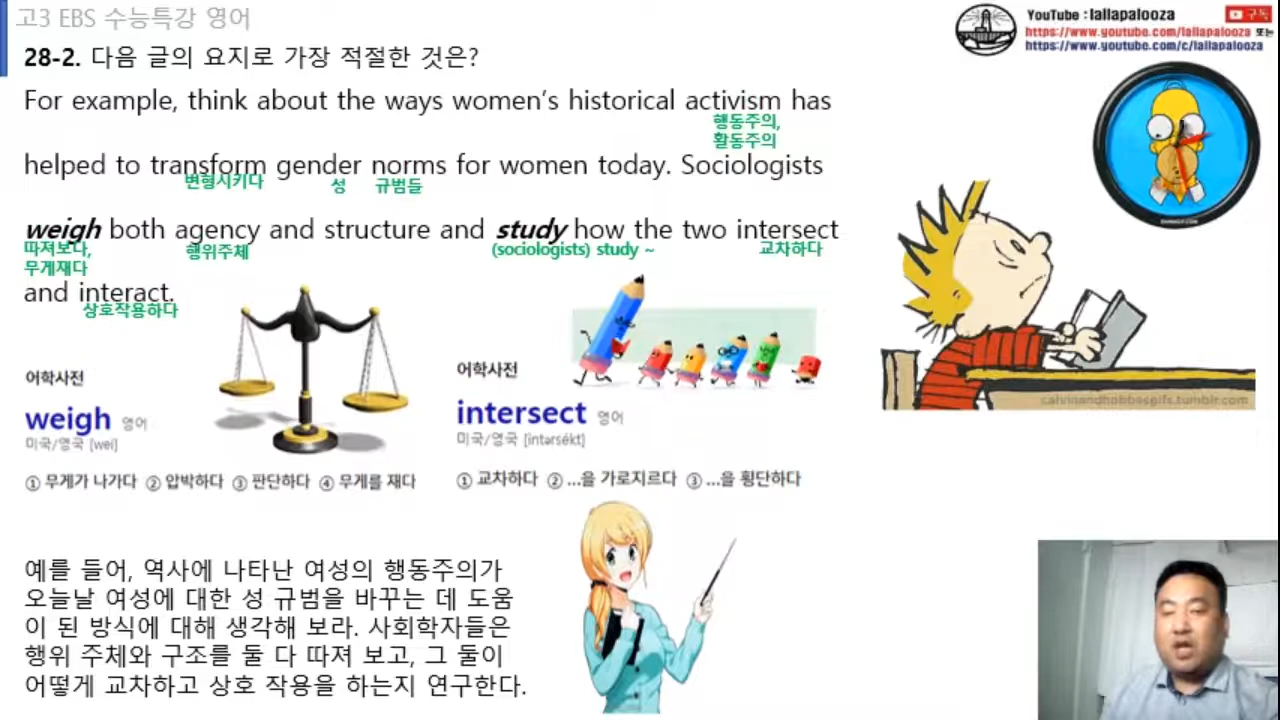 고3 EBS 수능특강 영어
YouTube : lallapalooza
구독
https://www.youtube.com/lallapalooza 또는
https://www.youtube.com/c/lallapalooza
28-2. 다음 글의 요지로 가장 적절한 것은?
For example, think about the ways women's historical activism has
행동주의,
활동주의
helped to transform gender norms for women today. Sociologists
변형시키다 성 규범들
weigh both agency and structure and study how the two intersect
따져보다, 행위주체 (sociologists) study ~ 교차하다
무게재다
and interact.
상호작용하다
어학사전
weigh 영어
미국/영국 [wei]
① 무게가 나가다 ② 압박하다 ③ 판단하다 ④ 무게를 재다
어학사전
intersect 영어
미국/영국 [intərsékt]
① 교차하다 ② ...을 가로지르다 ③ ...을 횡단하다
calvinandhobbesgifs.tumblr.com
예를 들어, 역사에 나타난 여성의 행동주의가
오늘날 여성에 대한 성 규범을 바꾸는 데 도움
이 된 방식에 대해 생각해 보라. 사회학자들은
행위 주체와 구조를 둘 다 따져 보고, 그 둘이
어떻게 교차하고 상호 작용을 하는지 연구한다.